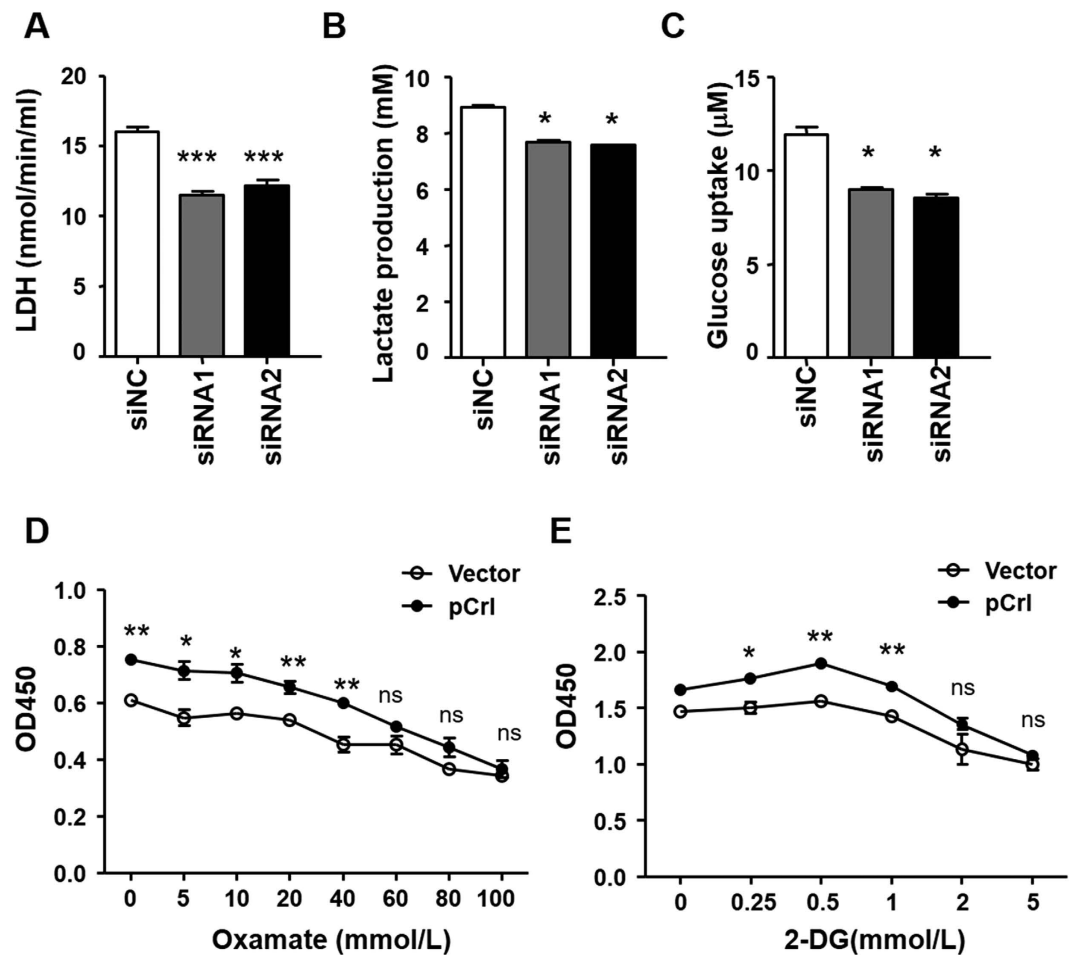 A
LDH (nmol/min/ml)
20
15
10
5
0
*** ***
siNC
siRNA1
siRNA2
B
Lactate production (mM)
10
8
6
4
2
0
* *
siNC
siRNA1
siRNA2
C
Glucose uptake (μM)
15
10
5
0
* *
siNC
siRNA1
siRNA2
D
Vector
pCrl
OD450
1.0
0.8
0.6
0.4
0.2
0.0
** * * ** ** ns ns ns
0 5 10 20 40 60 80 100
Oxamate (mmol/L)
E
Vector
pCrl
OD450
2.5
2.0
1.5
1.0
0.5
0.0
* ** ** ns ns
0 0.25 0.5 1 2 5
2-DG(mmol/L)